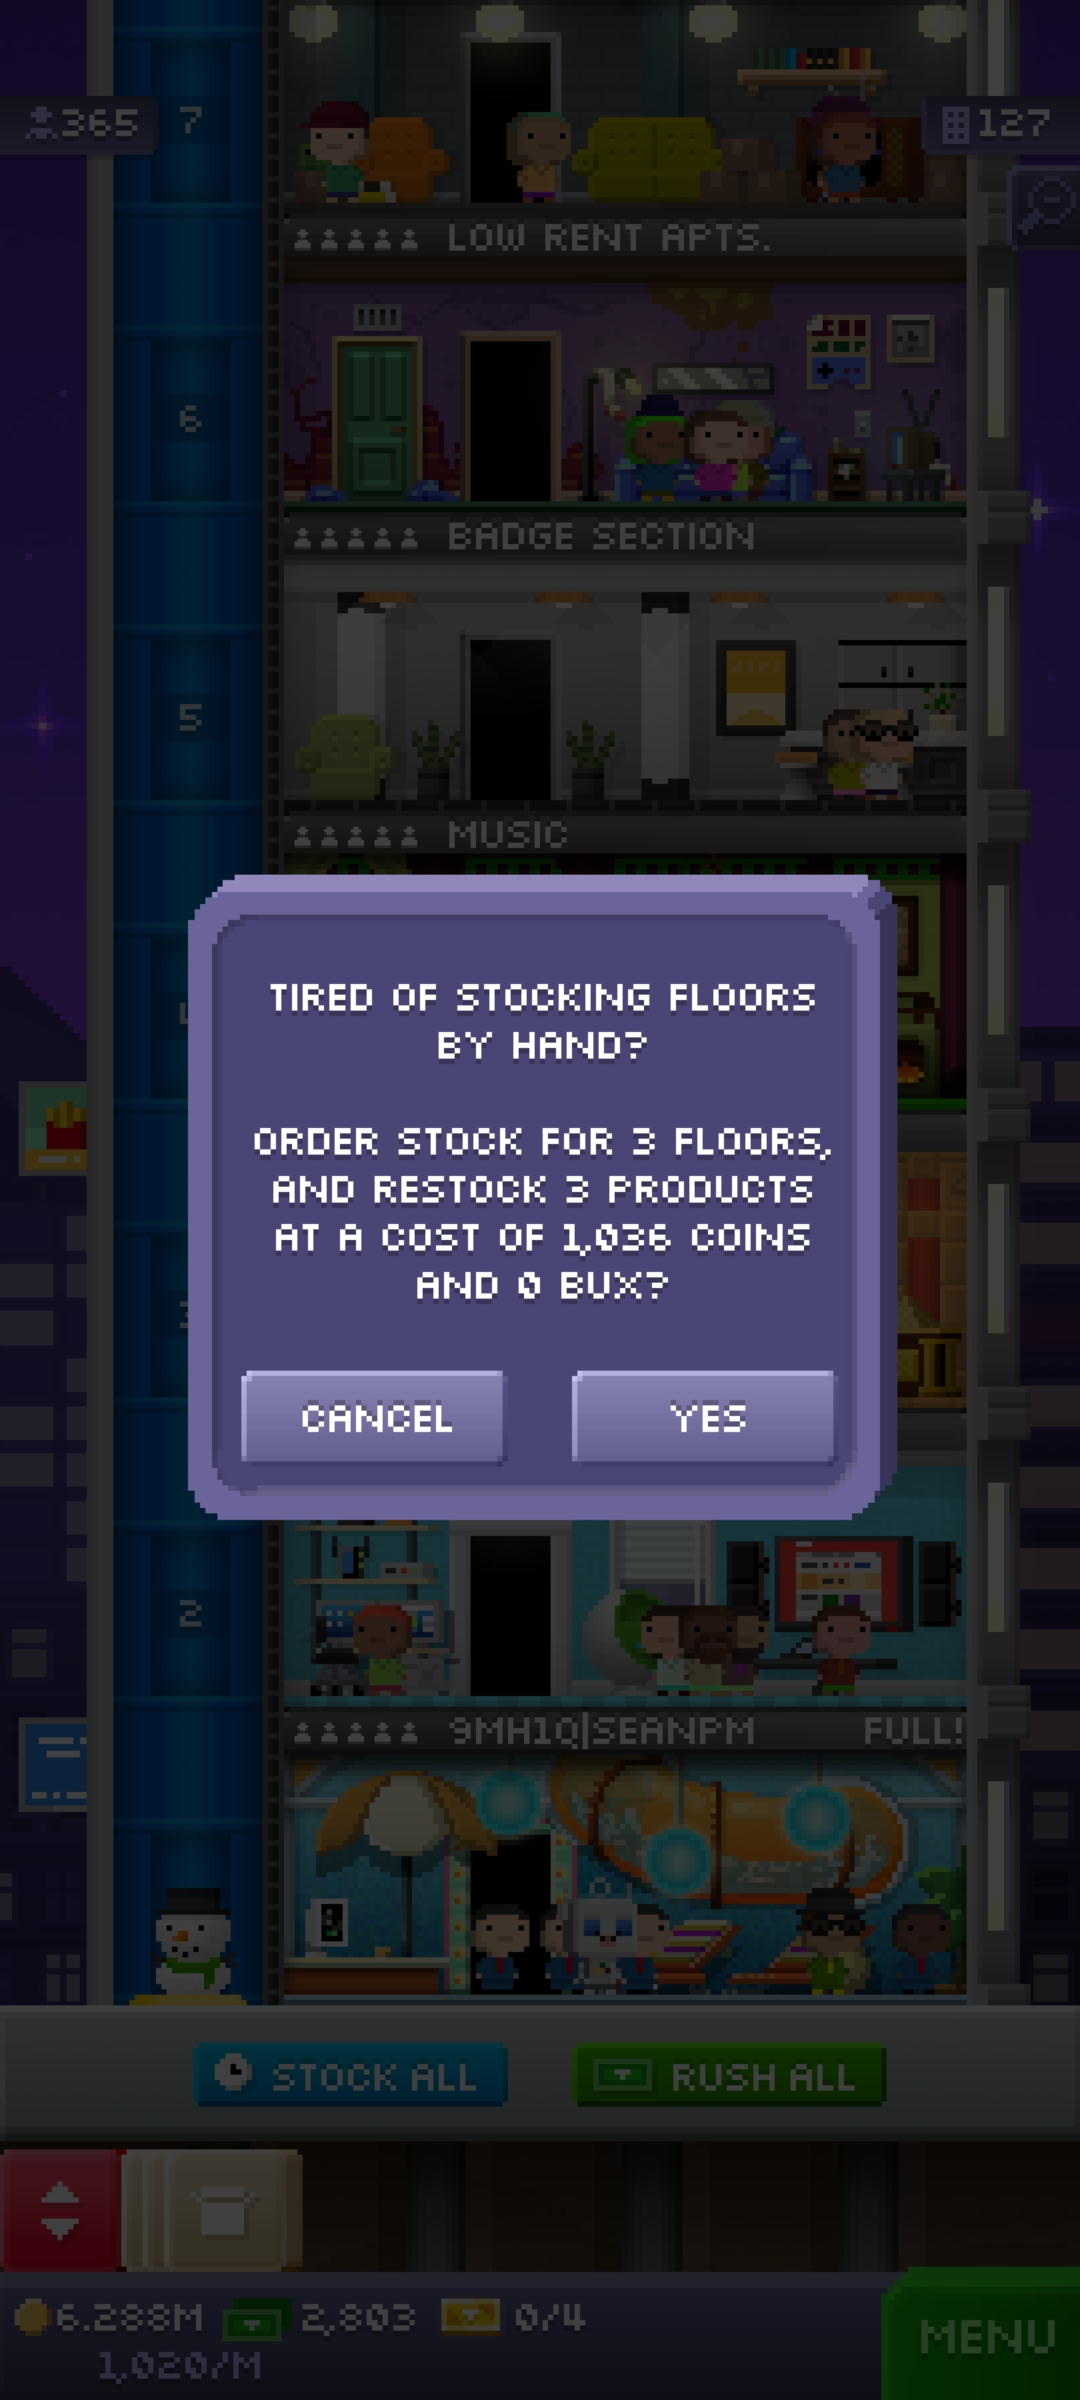 365
7
127
LOW RENT APTS.
6
BADGE SECTION
5
MUSIC
TIRED OF STOCKING FLOORS
BY HAND?
ORDER STOCK FOR 3 FLOORS,
AND RESTOCK 3 PRODUCTS
AT A COST OF 1,036 COINS
AND 0 BUX?
CANCEL
YES
2
9MH1Q|SEANPM
FULL!
STOCK ALL
RUSH ALL
6.288M
2,803
0/4
1,020/M
MENU